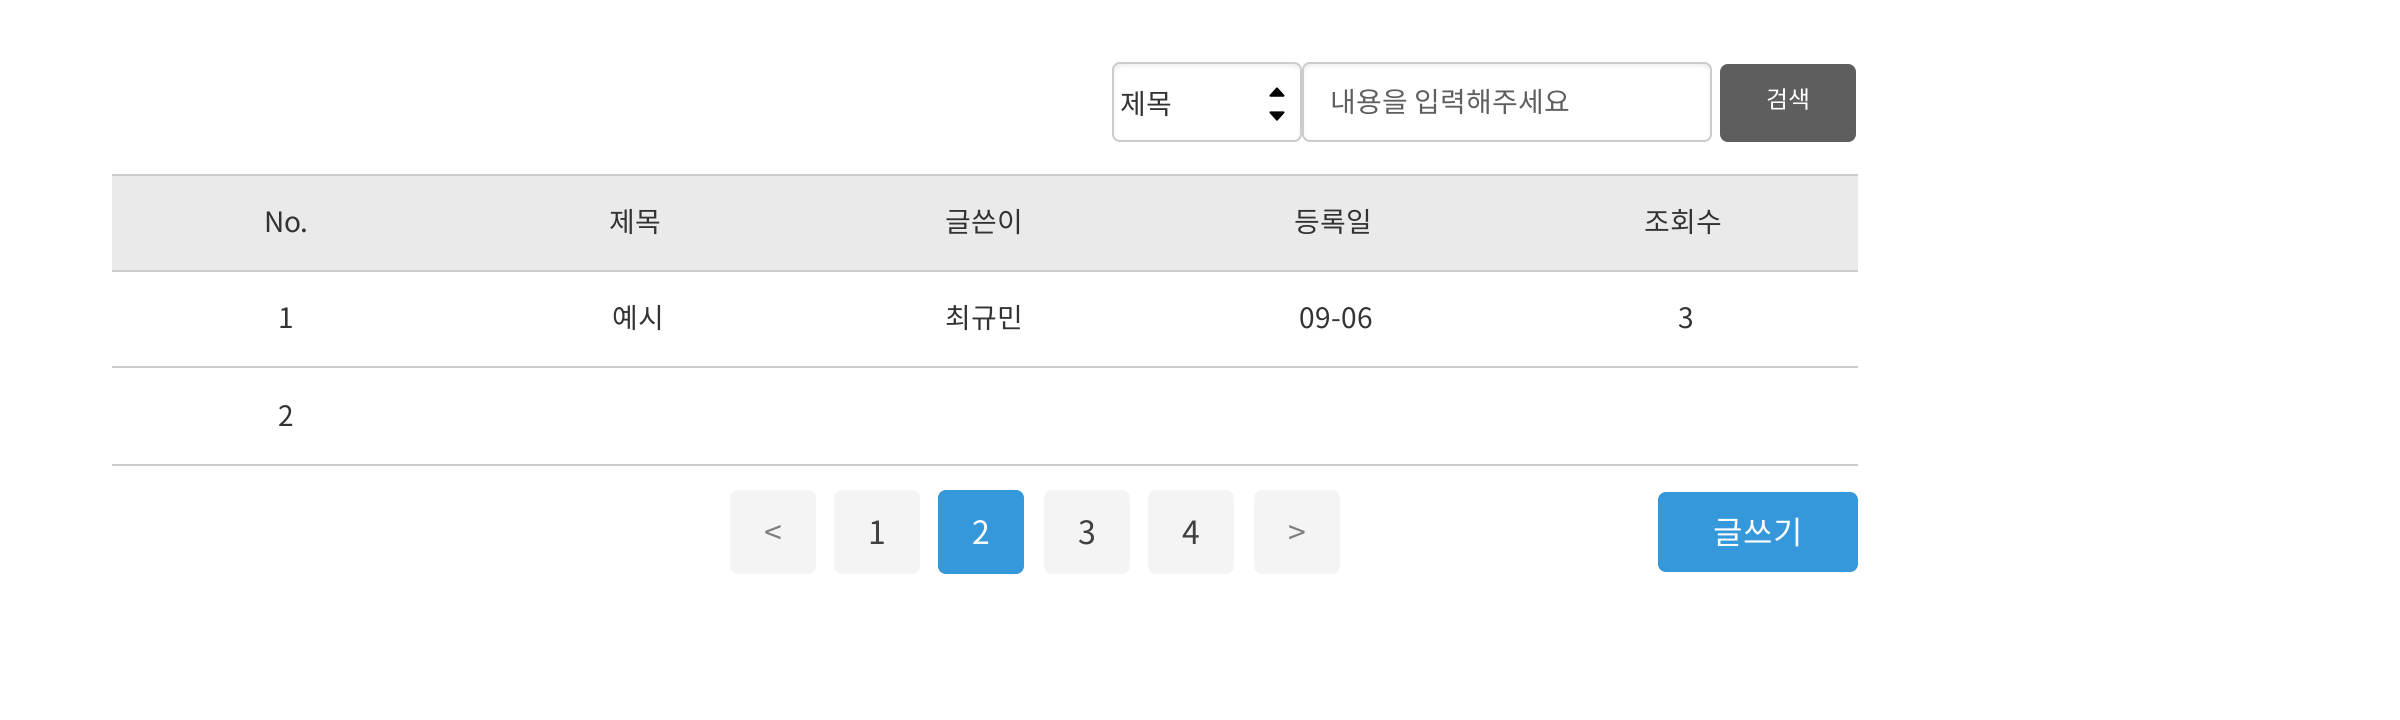 제목 내용을 입력해주세요 검색
No. 제목 글쓴이 등록일 조회수
1 예시 최규민 09-06 3
2
< 1 2 3 4 > 글쓰기